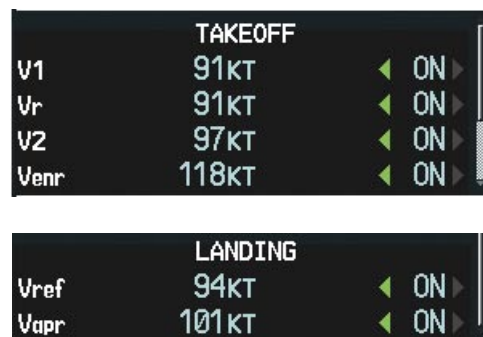 TAKEOFF
V1 91KT ON
Vr 91KT ON
V2 97KT ON
Venr 118KT ON
LANDING
Vref 94KT ON
Vapr 101KT ON